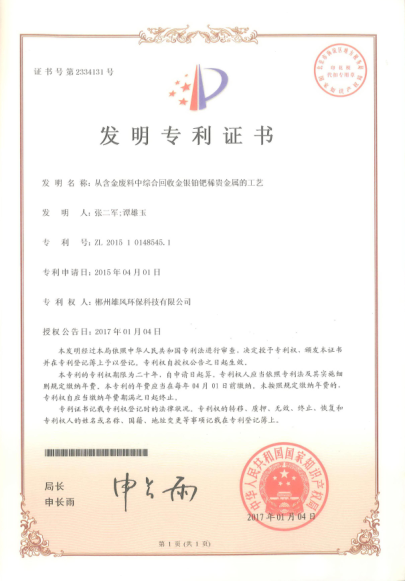 证书号第2334131号
发明专利证书
发 明 名 称：从含金废料中综合回收金银铂钯稀贵金属的工艺
发 明 人：张二军;谭雄玉
专 利 号：ZL 2015 1 0148545.1
专利申请日：2015年04月01日
专 利 权 人：郴州雄风环保科技有限公司
授权公告日：2017年01月04日
本发明经过本局依照中华人民共和国专利法进行审查，决定授予专利权，颁发本证书
并在专利登记簿上予以登记。专利权自授权公告之日起生效。
本专利的专利权期限为二十年，自申请日起算。专利权人应当依照专利法及其实施细
则规定缴纳年费。本专利的年费应当在每年04月01日前缴纳。未按照规定缴纳年费的，
专利权自应当缴纳年费期满之日起终止。
专利证书记载专利权登记时的法律状况。专利权的转移、质押、无效、终止、恢复和
专利权人的姓名或名称、国籍、地址变更等事项记载在专利登记簿上。
局长
申长雨
申长雨
中华人民共和国国家知识产权局
2017年01月04日
第 1 页 (共 1 页)